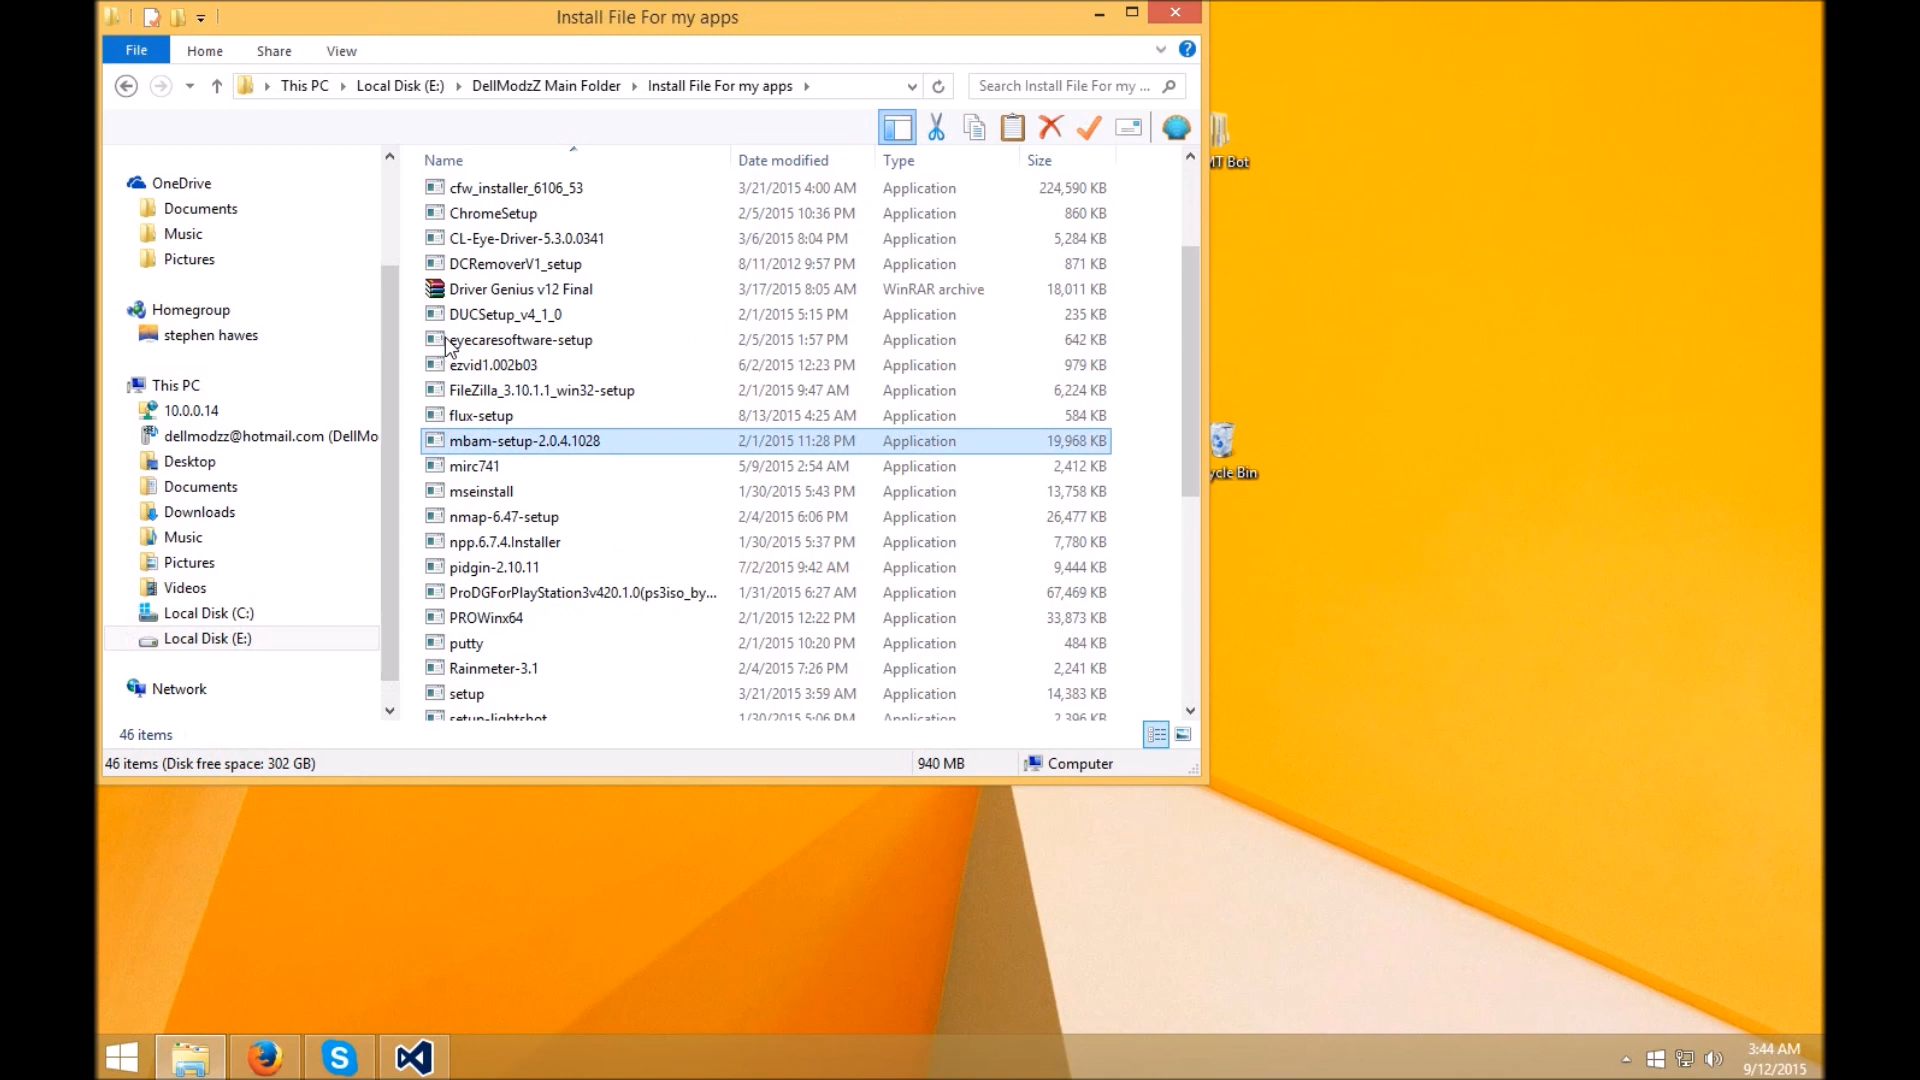 Install File For my apps
File Home Share View
This PC Local Disk (E:) DellModzZ Main Folder Install File For my apps
Search Install File For my ...
Name Date modified Type Size
OneDrive
Documents
Music
Pictures
Homegroup
stephen hawes
This PC
10.0.0.14
dellmodzz@hotmail.com (DellMo
Desktop
Documents
Downloads
Music
Pictures
Videos
Local Disk (C:)
Local Disk (E:)
Network
cfw_installer_6106_53 3/21/2015 4:00 AM Application 224,590 KB
ChromeSetup 2/5/2015 10:36 PM Application 860 KB
CL-Eye-Driver-5.3.0.0341 3/6/2015 8:04 PM Application 5,284 KB
DCRemoverV1_setup 8/11/2012 9:57 PM Application 871 KB
Driver Genius v12 Final 3/17/2015 8:05 AM WinRAR archive 18,011 KB
DUCSetup_v4_1_0 2/1/2015 5:15 PM Application 235 KB
eyecaresoftware-setup 2/5/2015 1:57 PM Application 642 KB
ezvid1.002b03 6/2/2015 12:23 PM Application 979 KB
FileZilla_3.10.1.1_win32-setup 2/1/2015 9:47 AM Application 6,224 KB
flux-setup 8/13/2015 4:25 AM Application 584 KB
mbam-setup-2.0.4.1028 2/1/2015 11:28 PM Application 19,968 KB
mirc741 5/9/2015 2:54 AM Application 2,412 KB
mseinstall 1/30/2015 5:43 PM Application 13,758 KB
nmap-6.47-setup 2/4/2015 6:06 PM Application 26,477 KB
npp.6.7.4.Installer 1/30/2015 5:37 PM Application 7,780 KB
pidgin-2.10.11 7/2/2015 9:42 AM Application 9,444 KB
ProDGForPlayStation3v420.1.0(ps3iso_by... 1/31/2015 6:27 AM Application 67,469 KB
PROWinx64 2/1/2015 12:22 PM Application 33,873 KB
putty 2/1/2015 10:20 PM Application 484 KB
Rainmeter-3.1 2/4/2015 7:26 PM Application 2,241 KB
setup 3/21/2015 3:59 AM Application 14,383 KB
setup-lightshot 1/30/2015 5:06 PM Application 2,396 KB
46 items
46 items (Disk free space: 302 GB) 940 MB Computer
MT Bot
ycle Bin
3:44 AM
9/12/2015